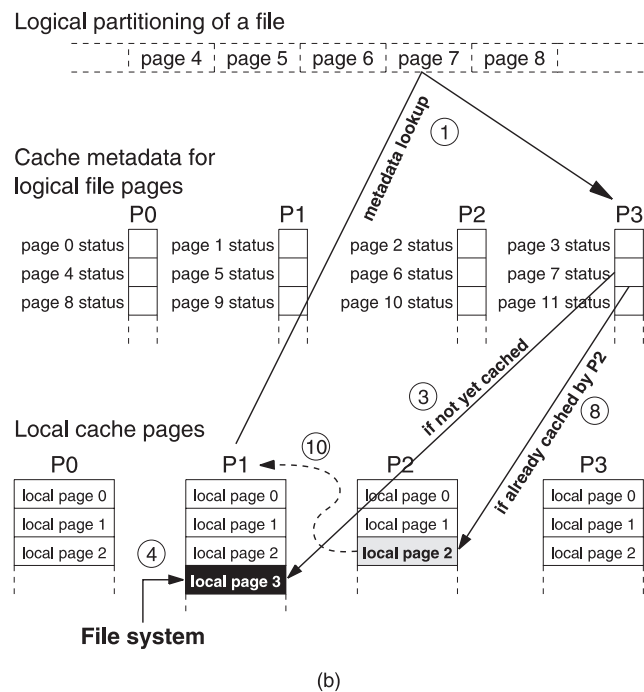 Logical partitioning of a file
page 4 page 5 page 6 page 7 page 8
1
metadata lookup
Cache metadata for
logical file pages
P0 P1 P2 P3
page 0 status page 1 status page 2 status page 3 status
page 4 status page 5 status page 6 status page 7 status
page 8 status page 9 status page 10 status page 11 status
3
if not yet cached
8
if already cached by P2
Local cache pages
10
P0 P1 P2 P3
local page 0 local page 0 local page 0 local page 0
local page 1 local page 1 local page 1 local page 1
local page 2 local page 2 local page 2 local page 2
4
local page 3
File system
(b)